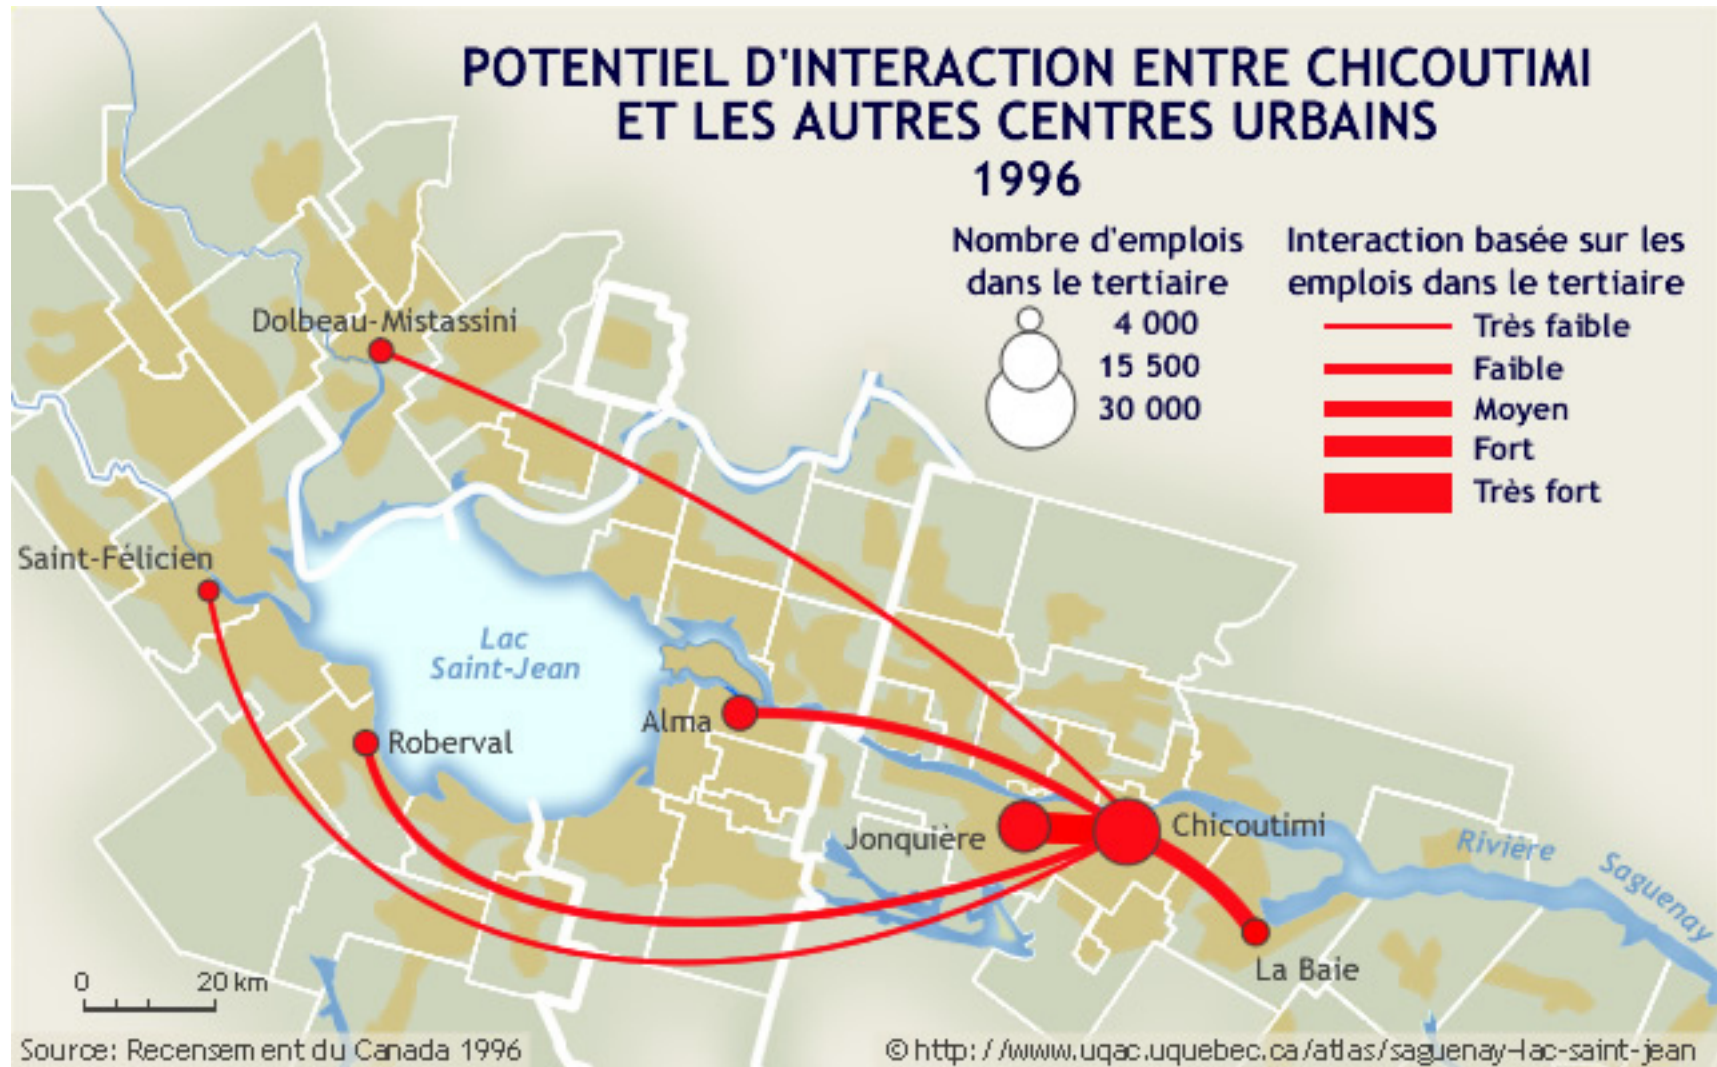 POTENTIEL D'INTERACTION ENTRE CHICOUTIMI
ET LES AUTRES CENTRES URBAINS
1996
Nombre d'emplois
dans le tertiaire
4 000
15 500
30 000
Interaction basée sur les
emplois dans le tertiaire
Très faible
Faible
Moyen
Fort
Très fort
Dolbeau-Mistassini
Saint-Félicien
Lac
Saint-Jean
Alma
Roberval
Jonquière
Chicoutimi
Rivière
Saguenay
La Baie
0 20 km
Source: Recensement du Canada 1996
© http://www.uqac.uquebec.ca/atlas/saguenay-lac-saint-jean